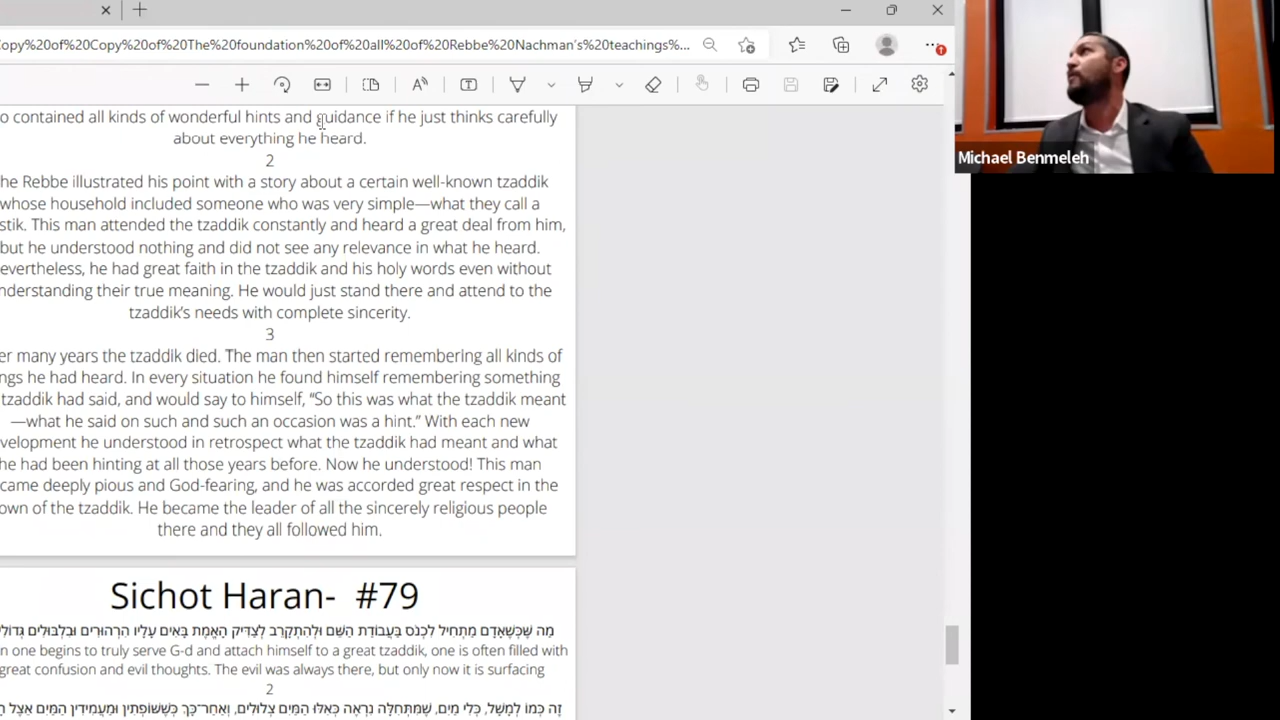 opy%20of%20Copy%20of%20The%20foundation%20of%20all%20of%20Rebbe%20Nachman's%20teachings%...
o contained all kinds of wonderful hints and guidance if he just thinks carefully
about everything he heard.
2
he Rebbe illustrated his point with a story about a certain well-known tzaddik
whose household included someone who was very simple—what they call a
stik. This man attended the tzaddik constantly and heard a great deal from him,
but he understood nothing and did not see any relevance in what he heard.
evertheless, he had great faith in the tzaddik and his holy words even without
nderstanding their true meaning. He would just stand there and attend to the
tzaddik's needs with complete sincerity.
3
er many years the tzaddik died. The man then started remembering all kinds of
ngs he had heard. In every situation he found himself remembering something
tzaddik had said, and would say to himself, “So this was what the tzaddik meant
—what he said on such and such an occasion was a hint.” With each new
velopment he understood in retrospect what the tzaddik had meant and what
he had been hinting at all those years before. Now he understood! This man
came deeply pious and God-fearing, and he was accorded great respect in the
own of the tzaddik. He became the leader of all the sincerely religious people
there and they all followed him.
Sichot Haran- #79
מַה שֶּׁכְּשֶׁאָדָם מַתְחִיל לִכְנֹס בַּעֲבוֹדַת הַשֵּׁם וּלְהִתְקָרֵב לְצַדִּיק הָאֱמֶת בָּאִים עָלָיו הִרְהוּרִים וּבִלְבּוּלִים גְּדוֹלִי
n one begins to truly serve G-d and attach himself to a great tzaddik, one is often filled with
great confusion and evil thoughts. The evil was always there, but only now it is surfacing
2
זֶה כְּמוֹ לְמָשָׁל, כְּלִי מַיִם, שֶׁמִּתְּחִלָּה נִרְאֶה כְּאִלּוּ הַמַּיִם צְלוּלִים, וְאַחַר־כָּךְ כְּשֶׁשּׁוֹפְתִין וּמַעֲמִידִין הַמַּיִם אֵצֶל הָ
Michael Benmeleh